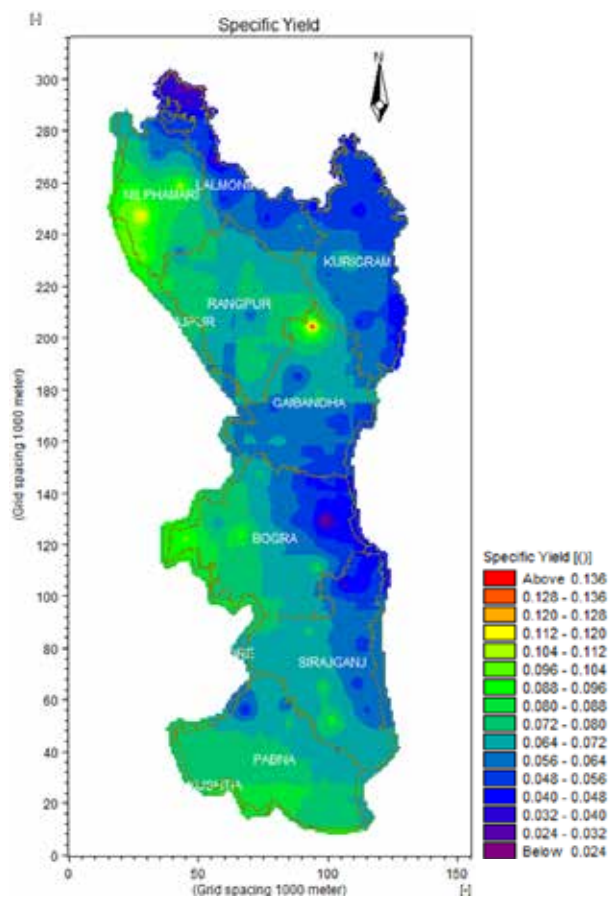 [-]
Specific Yield
N
300
280
260
240
220
200
180
160
140
120
100
80
60
40
20
0
(Grid spacing 1000 meter)
NILPHAMARI
KURIGRAM
RANGPUR
GAIBANDHA
BOGRA
SIRAJGANJ
PABNA
0 50 100 150
(Grid spacing 1000 meter) [-]
Specific Yield [()]
Above 0.136
0.128 - 0.136
0.120 - 0.128
0.112 - 0.120
0.104 - 0.112
0.096 - 0.104
0.088 - 0.096
0.080 - 0.088
0.072 - 0.080
0.064 - 0.072
0.056 - 0.064
0.048 - 0.056
0.040 - 0.048
0.032 - 0.040
0.024 - 0.032
Below 0.024